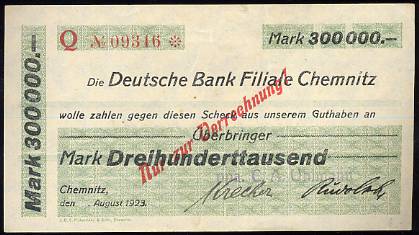 Q № 09316 ✻ Mark 300000.—
Mark 300000.—
Die Deutsche Bank Filiale Chemnitz
wolle zahlen gegen diesen Scheck aus unserem Guthaben an
Überbringer
Nur zur Verrechnung!
Mark Dreihunderttausend
Chemnitz,
den August 1923.